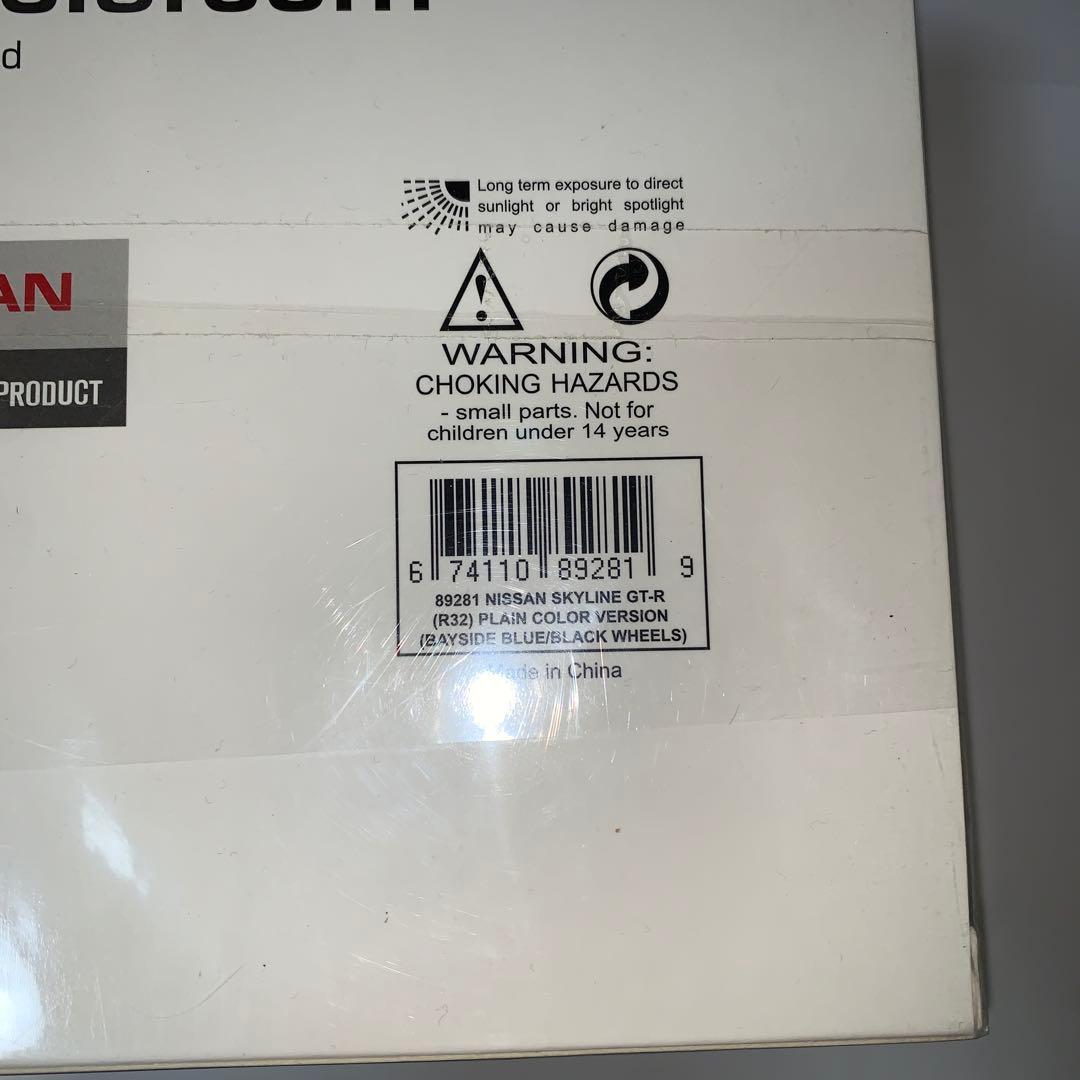 d
Long term exposure to direct
sunlight or bright spotlight
may cause damage
AN
PRODUCT
WARNING:
CHOKING HAZARDS
- small parts. Not for
children under 14 years
6 74110 89281 9
89281 NISSAN SKYLINE GT-R
(R32) PLAIN COLOR VERSION
(BAYSIDE BLUE/BLACK WHEELS)
Made in China